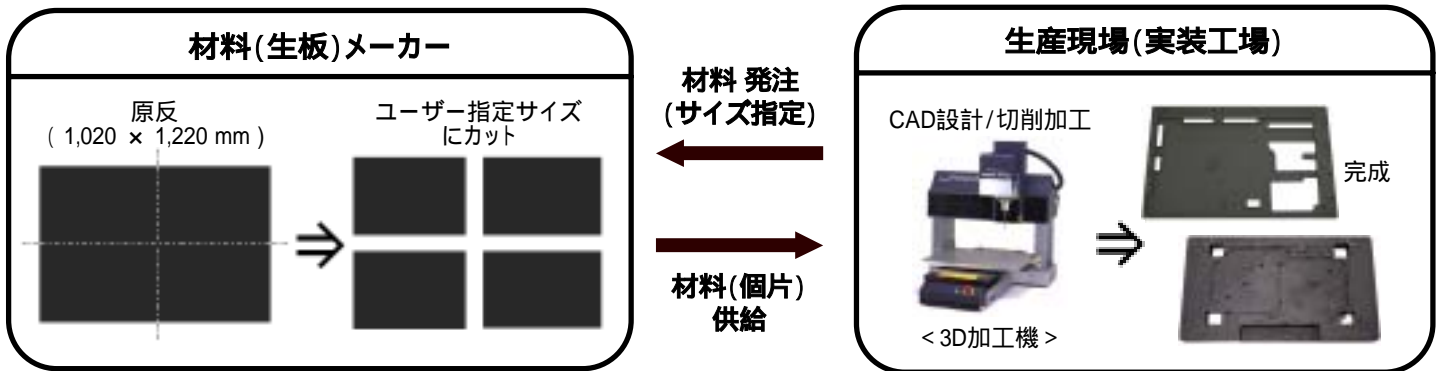 材料(生板)メーカー
原反
( 1,020 × 1,220 mm )
ユーザー指定サイズ
にカット
材料 発注
(サイズ指定)
材料(個片)
供給
生産現場(実装工場)
CAD設計/切削加工
完成
<3D加工機>